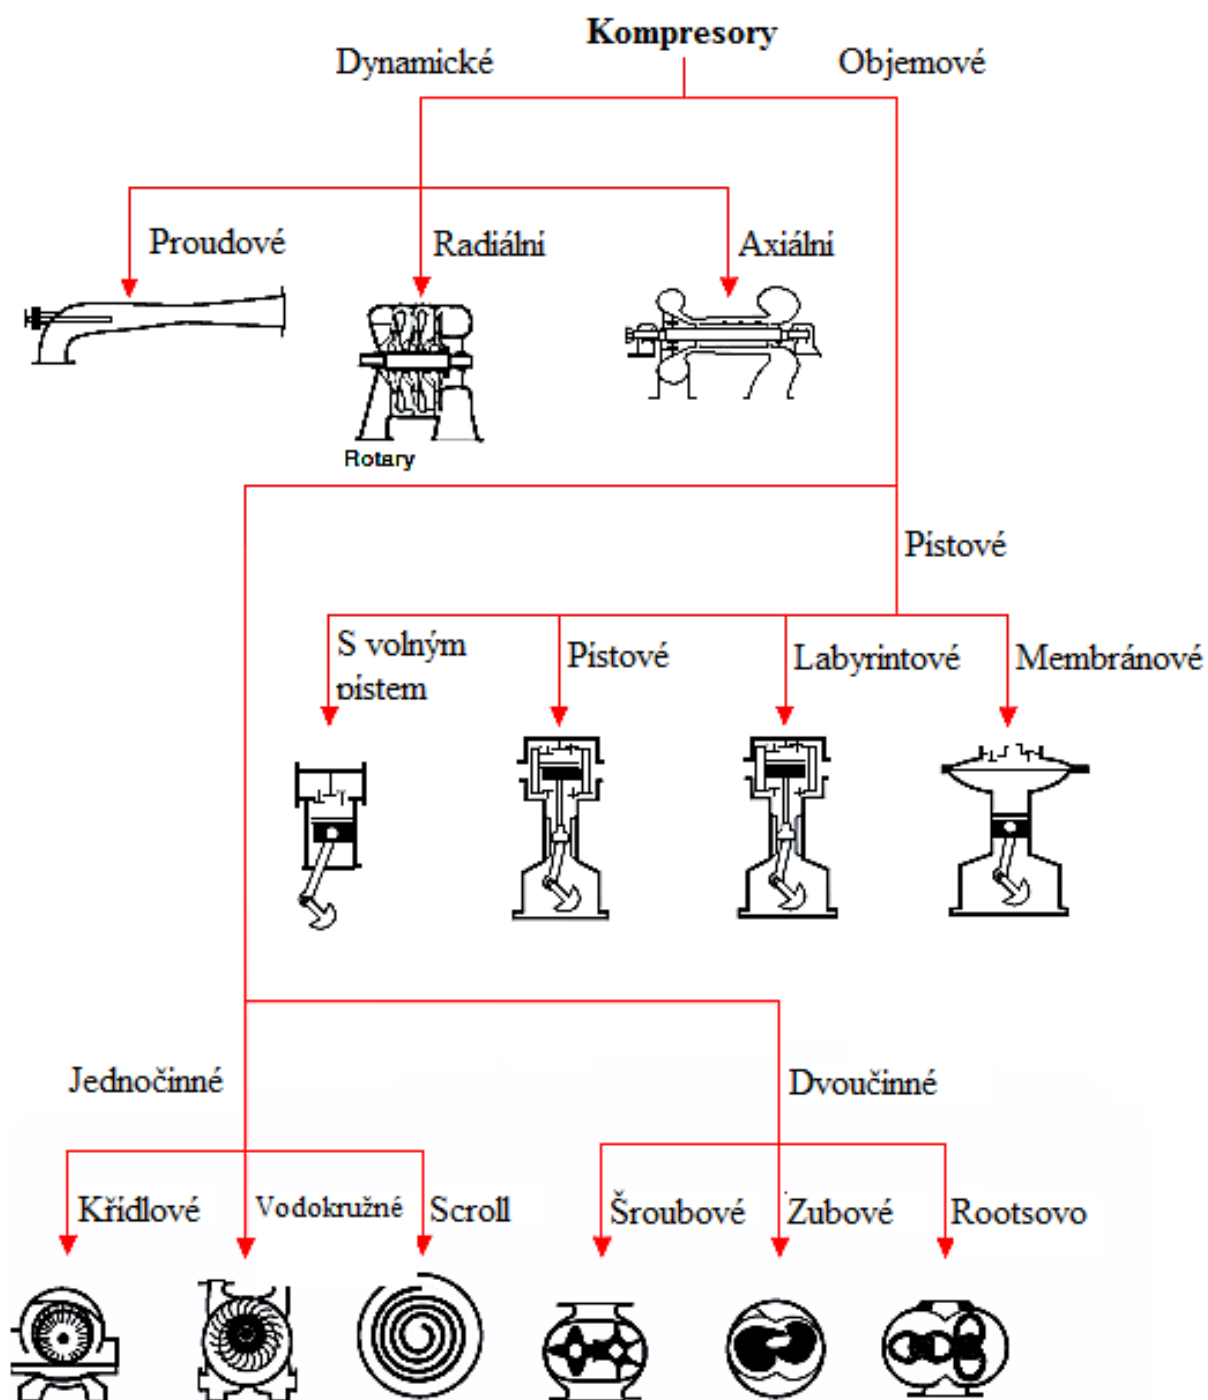 Kompresory
Dynamické
Objemové
Proudové
Radiální
Axiální
Rotary
Pístové
S volným
pístem
Pístové
Labyrintové
Membránové
Jednočinné
Dvoučinné
Křídlové
Vodokružné
Scroll
Šroubové
Zubové
Rootsovo